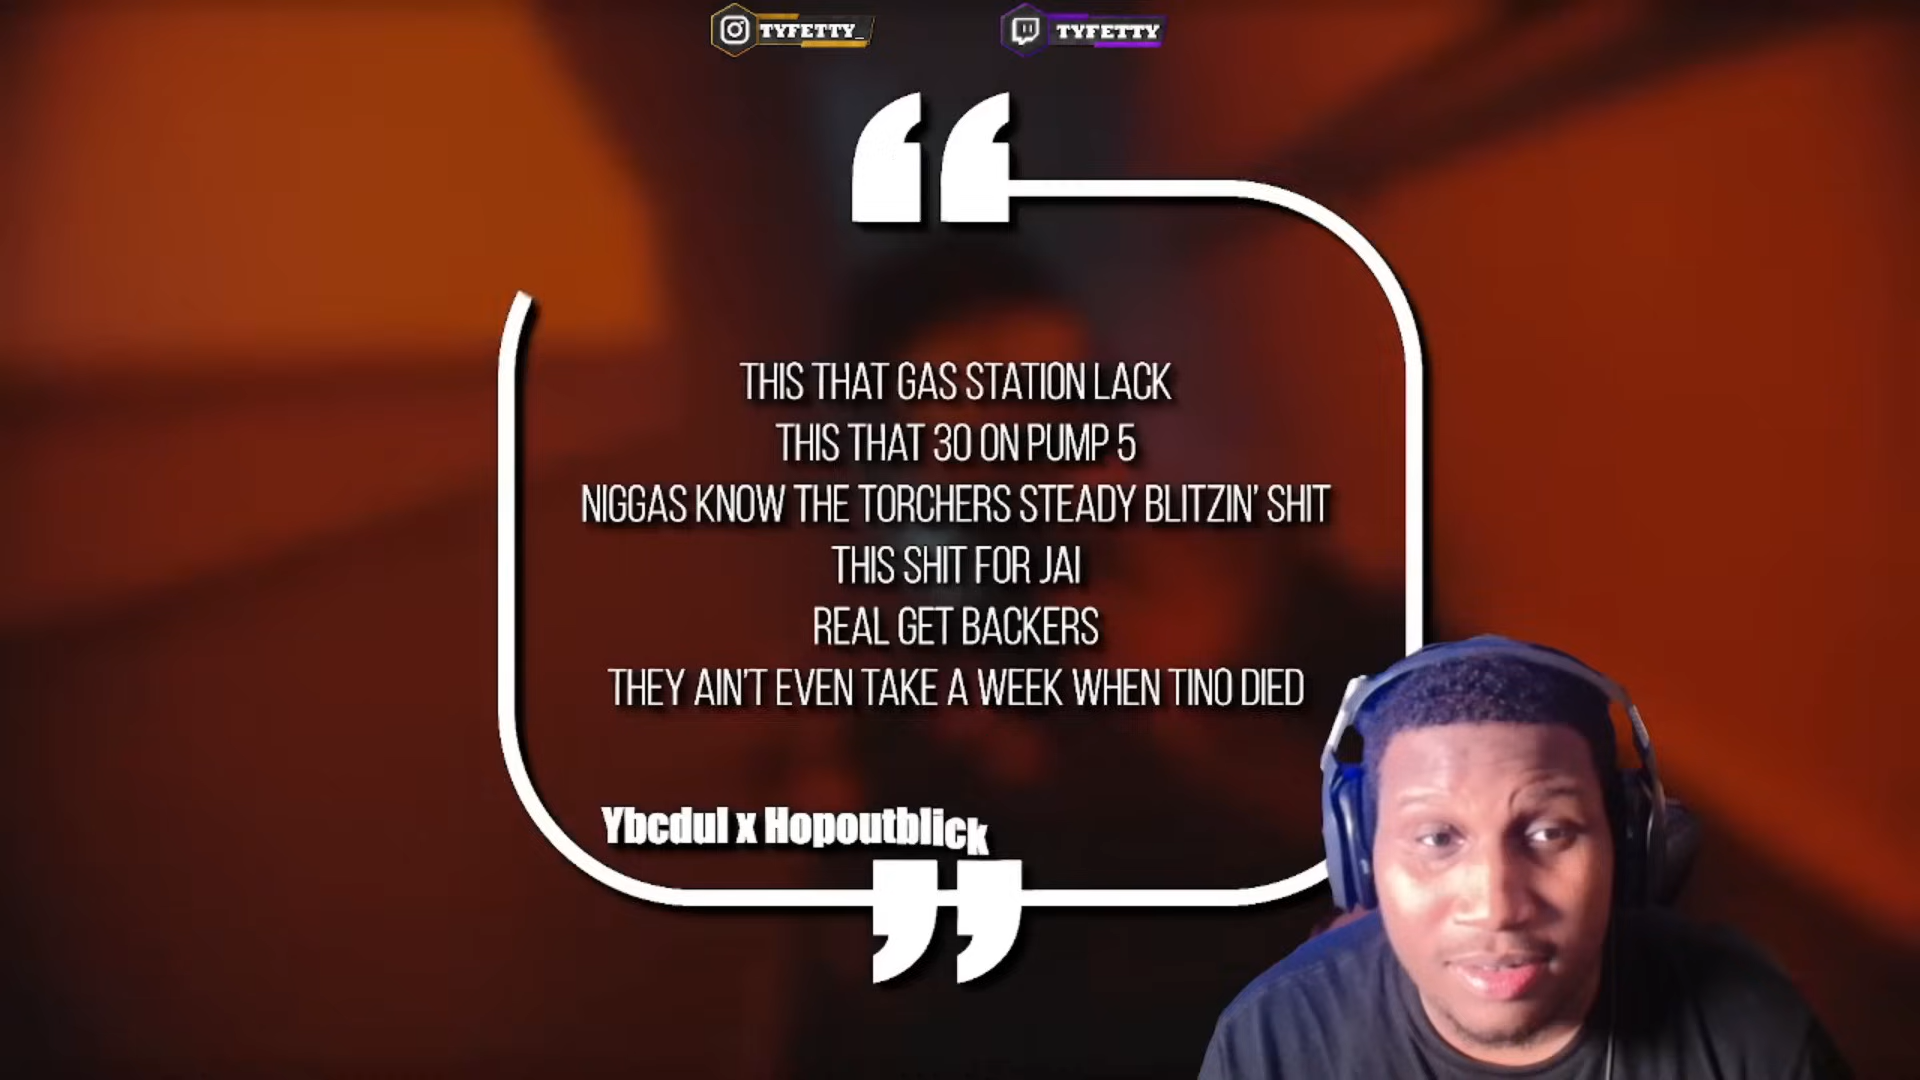 TYFETTY_
TYFETTY
THIS THAT GAS STATION LACK
THIS THAT 30 ON PUMP 5
NIGGAS KNOW THE TORCHERS STEADY BLITZIN' SHIT
THIS SHIT FOR JAI
REAL GET BACKERS
THEY AIN'T EVEN TAKE A WEEK WHEN TINO DIED
Ybcdul x Hopoutblick